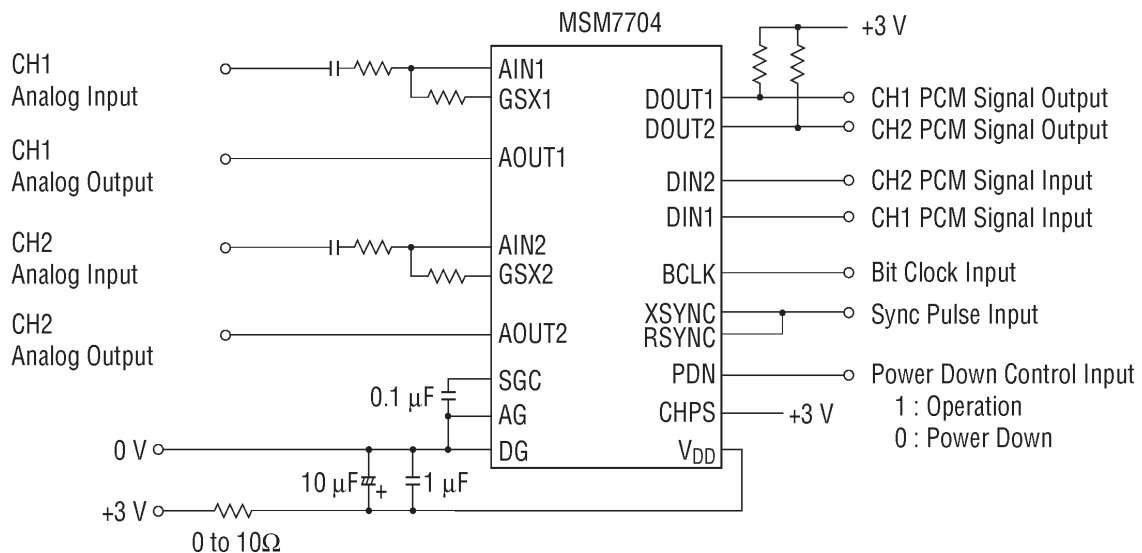 MSM7704
CH1
Analog Input
CH1
Analog Output
CH2
Analog Input
CH2
Analog Output
0.1 μF
0 V
10 μF
+
1 μF
+3 V
0 to 10Ω
AIN1
GSX1
AOUT1
AIN2
GSX2
AOUT2
SGC
AG
DG
DOUT1
DOUT2
DIN2
DIN1
BCLK
XSYNC
RSYNC
PDN
CHPS
VDD
+3 V
CH1 PCM Signal Output
CH2 PCM Signal Output
CH2 PCM Signal Input
CH1 PCM Signal Input
Bit Clock Input
Sync Pulse Input
Power Down Control Input
1 : Operation
0 : Power Down
+3 V